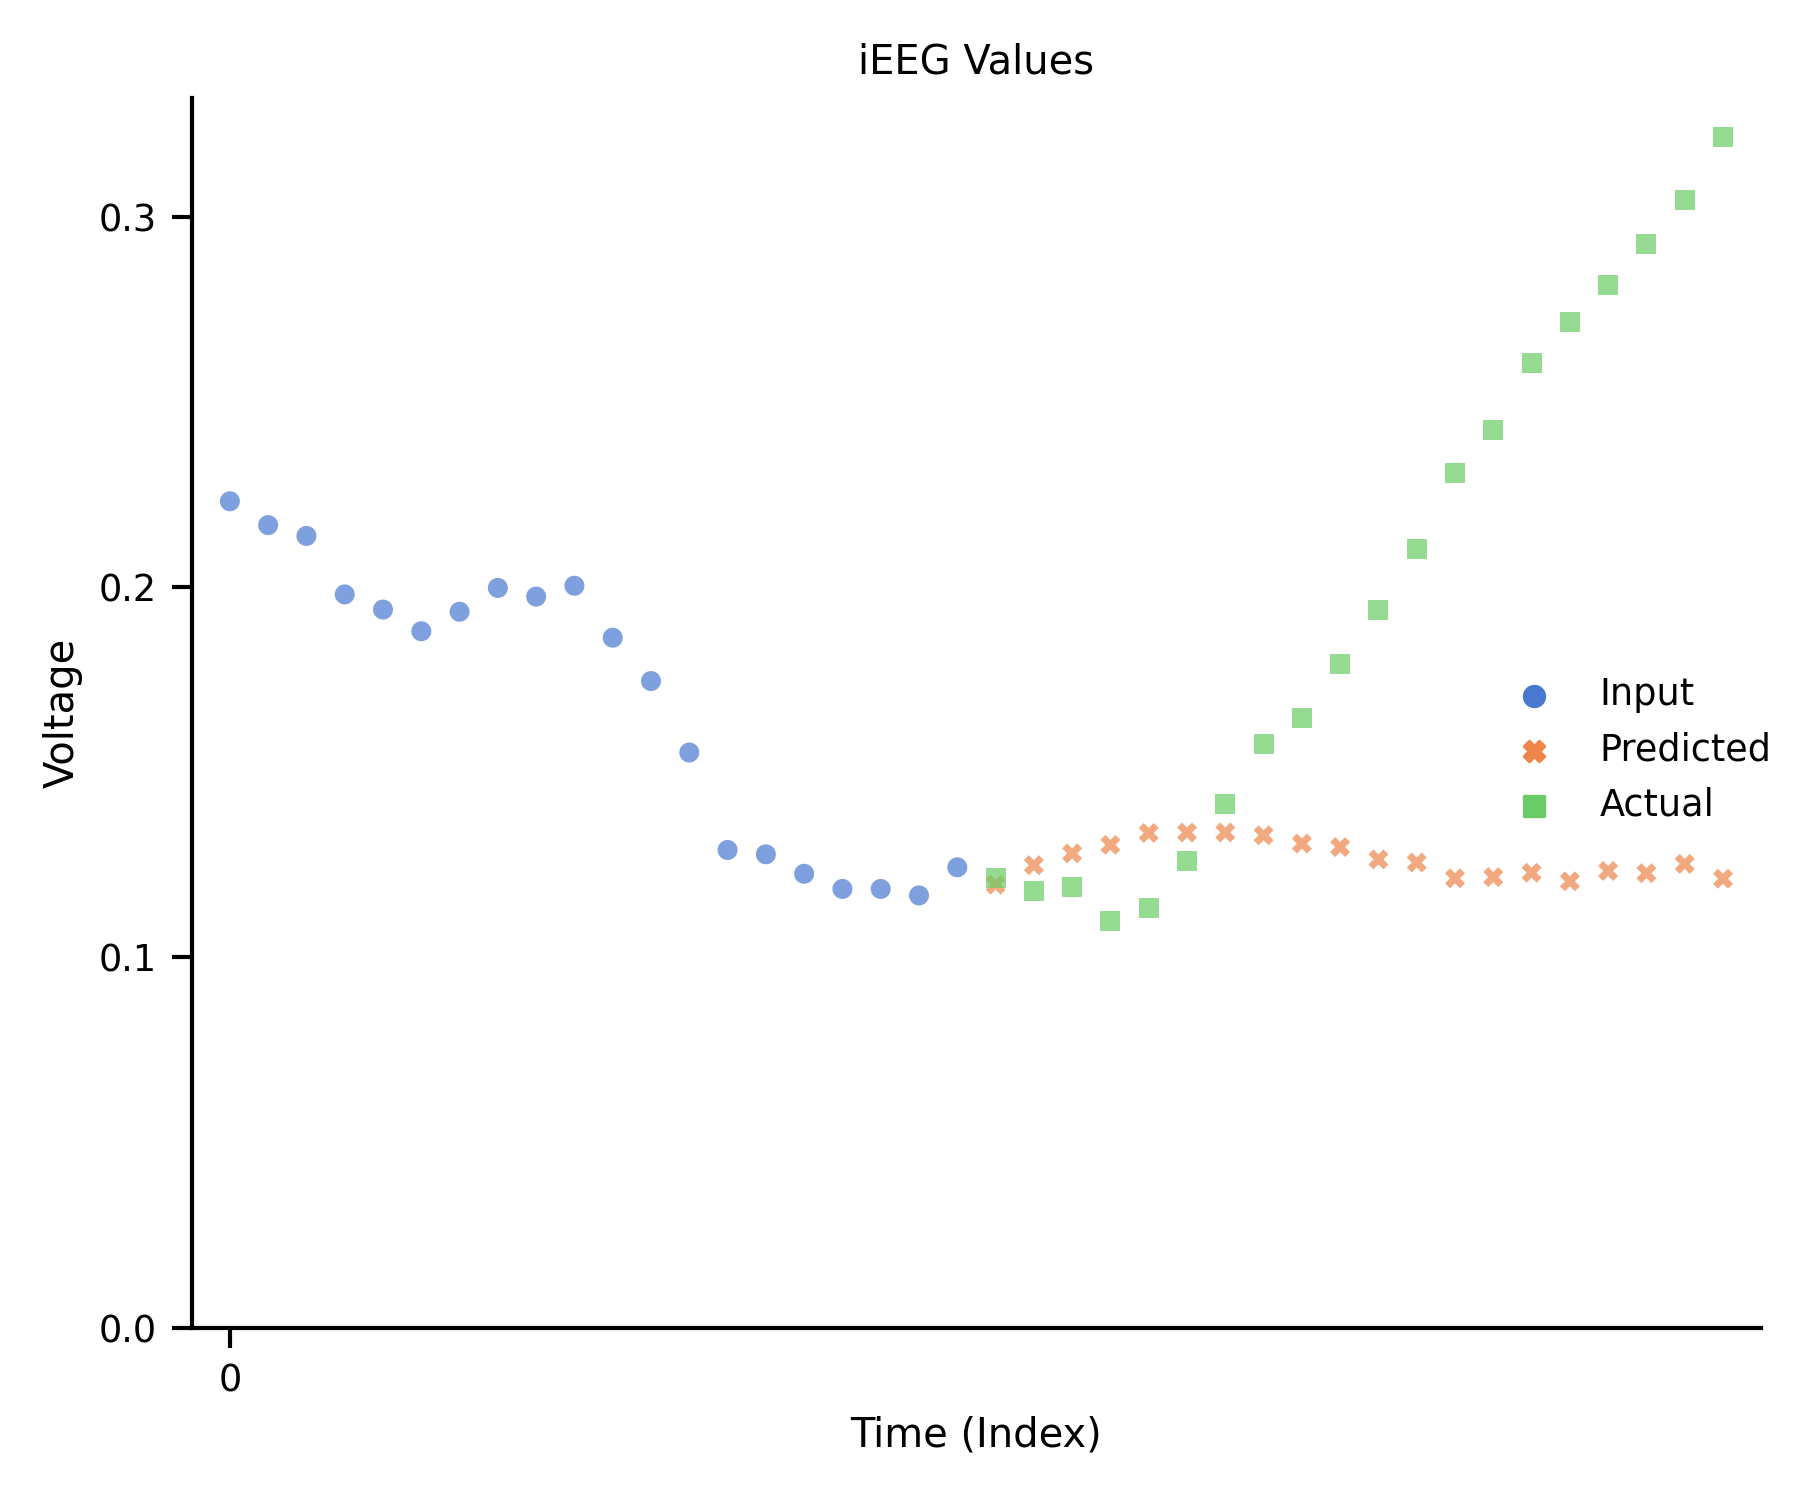 iEEG Values
0.3
0.2
0.1
0.0
Voltage
Input
Predicted
Actual
0
Time (Index)